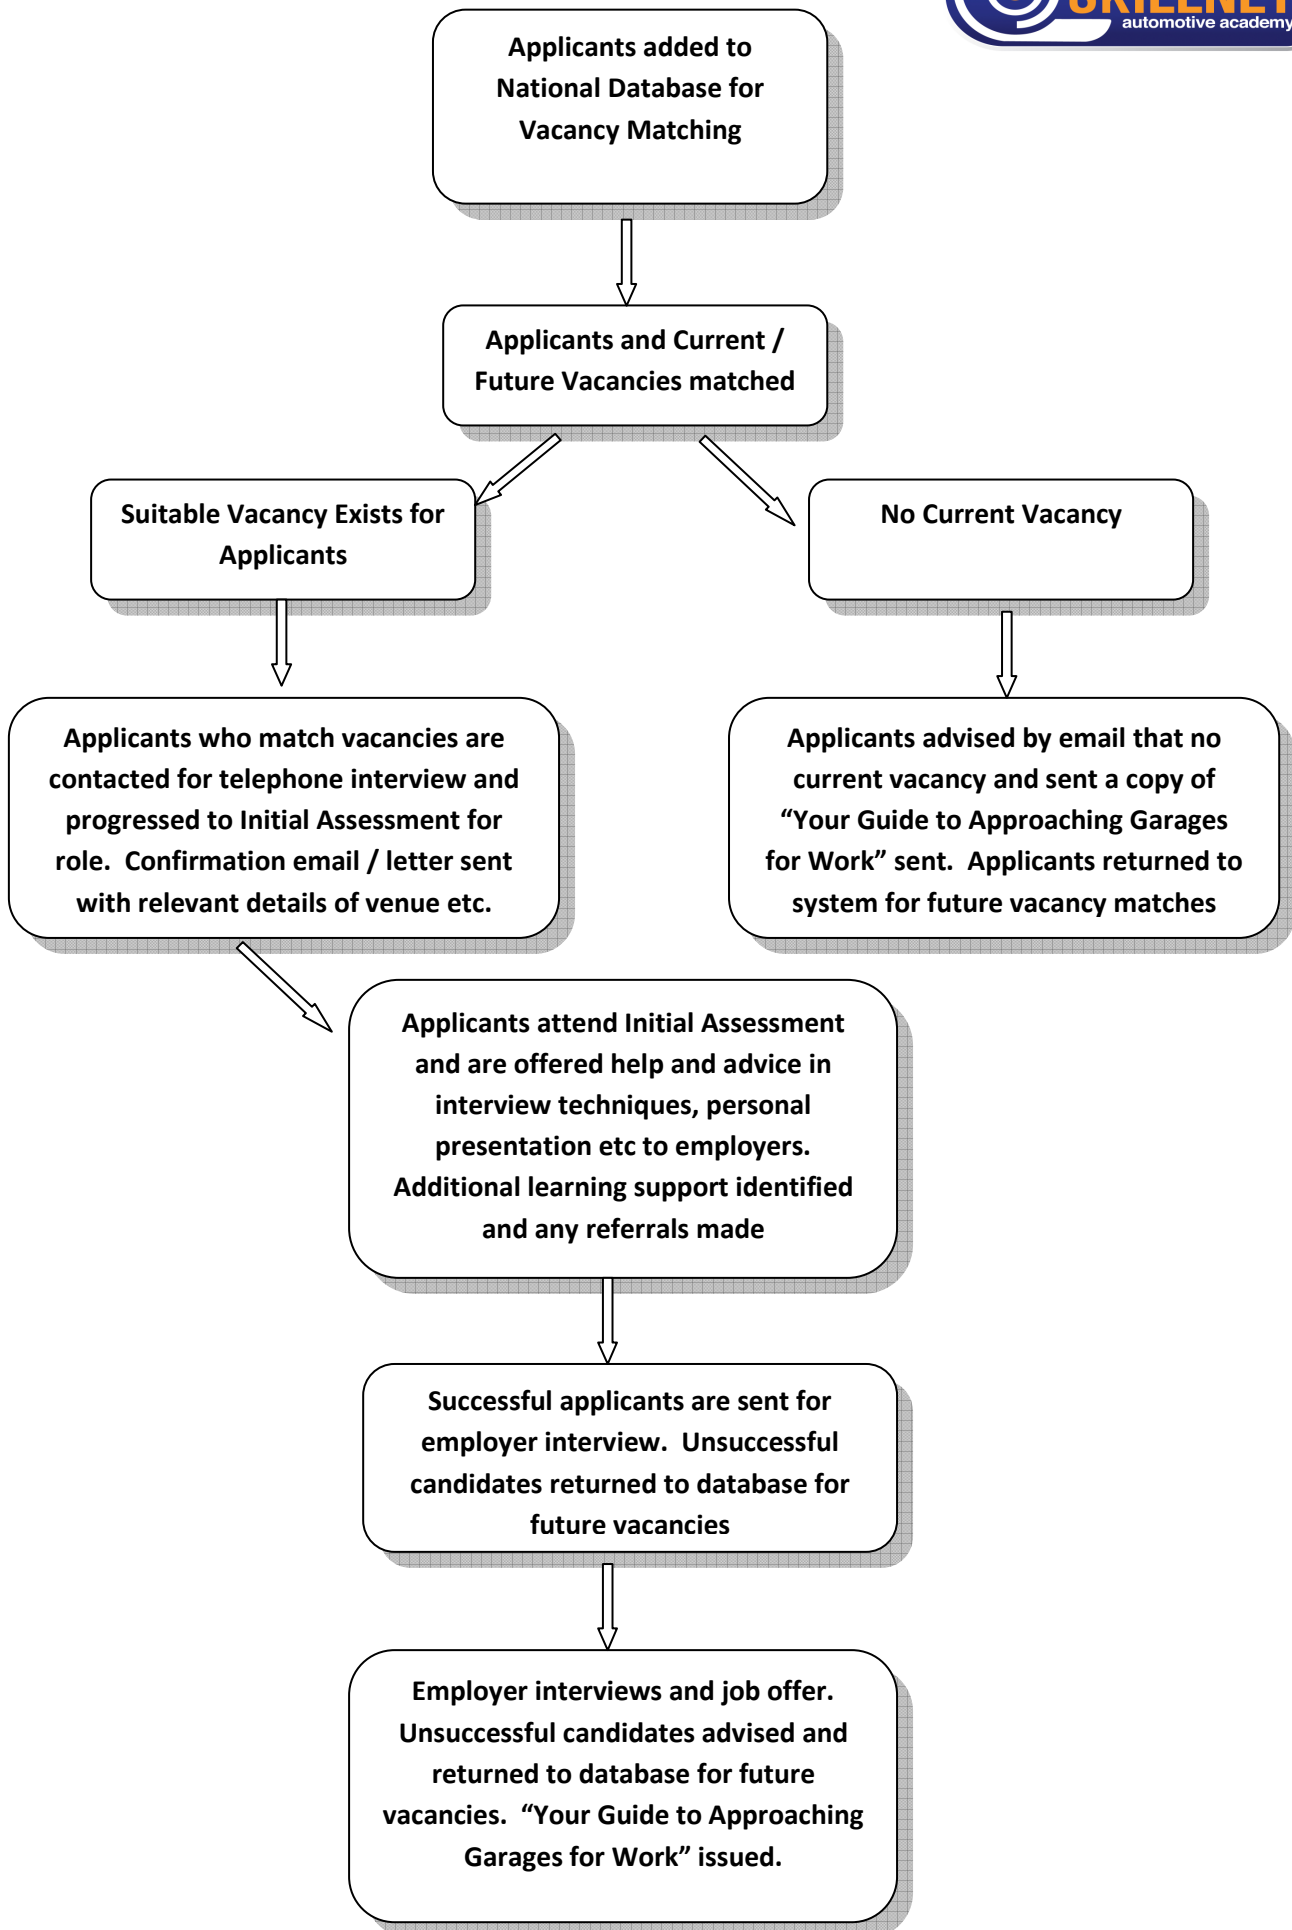 SKILLNET
automotive academy
Applicants added to
National Database for
Vacancy Matching
Applicants and Current /
Future Vacancies matched
Suitable Vacancy Exists for
Applicants
No Current Vacancy
Applicants who match vacancies are
contacted for telephone interview and
progressed to Initial Assessment for
role.  Confirmation email / letter sent
with relevant details of venue etc.
Applicants advised by email that no
current vacancy and sent a copy of
“Your Guide to Approaching Garages
for Work” sent.  Applicants returned to
system for future vacancy matches
Applicants attend Initial Assessment
and are offered help and advice in
interview techniques, personal
presentation etc to employers.
Additional learning support identified
and any referrals made
Successful applicants are sent for
employer interview.  Unsuccessful
candidates returned to database for
future vacancies
Employer interviews and job offer.
Unsuccessful candidates advised and
returned to database for future
vacancies.  “Your Guide to Approaching
Garages for Work” issued.